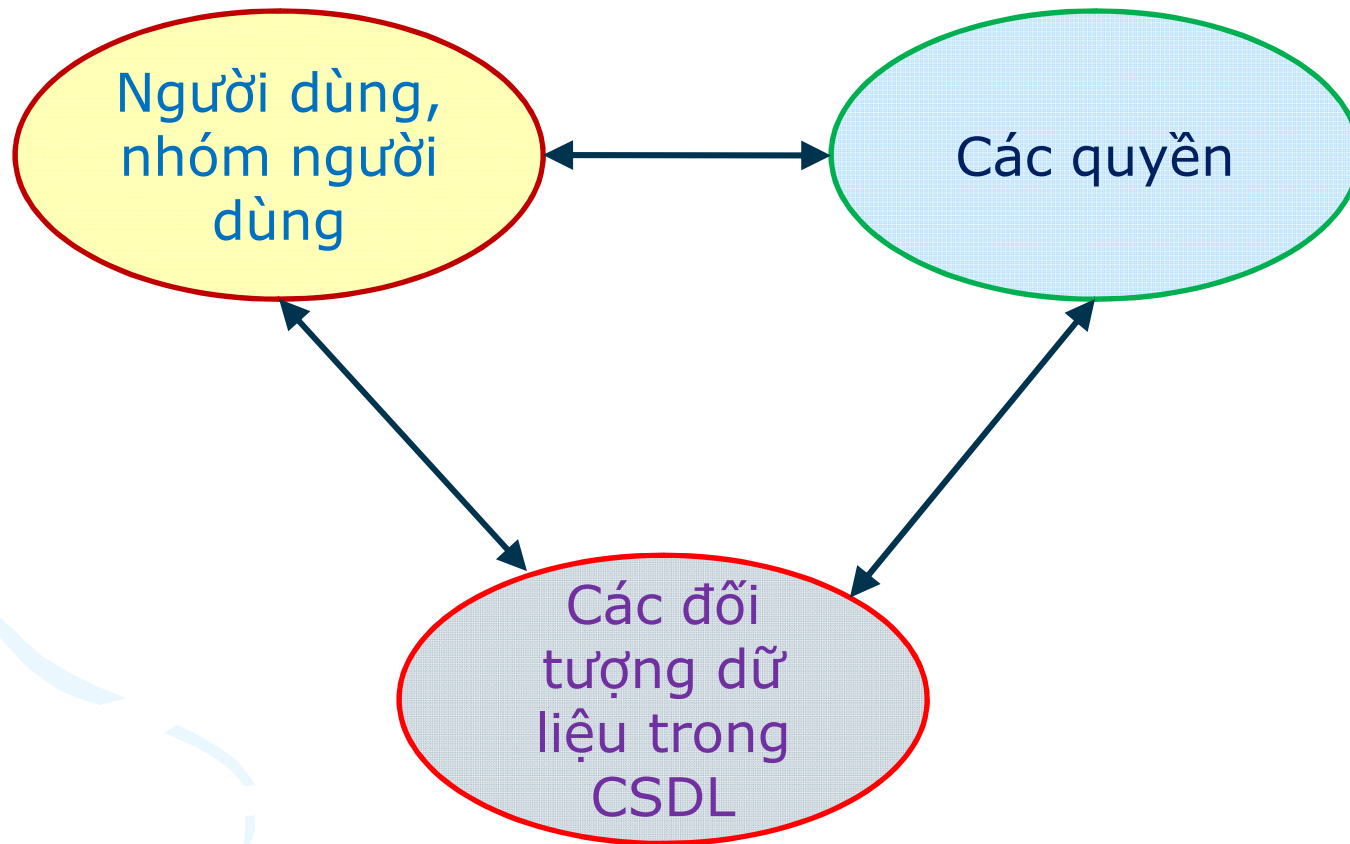 Người dùng,
nhóm người
dùng
Các quyền
Các đối
tượng dữ
liệu trong
CSDL